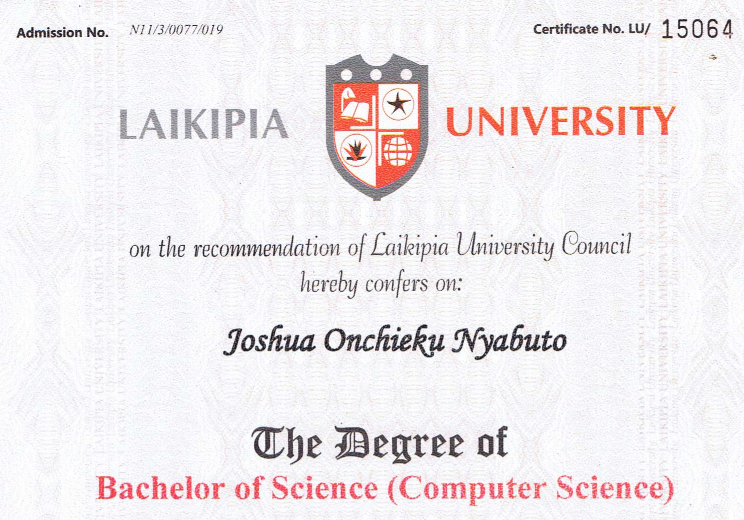 Admission No. N11/3/0077/019 Certificate No. LU/ 15064
LAIKIPIA UNIVERSITY
on the recommendation of Laikipia University Council
hereby confers on:
Joshua Onchieku Nyabuto
The Degree of
Bachelor of Science (Computer Science)